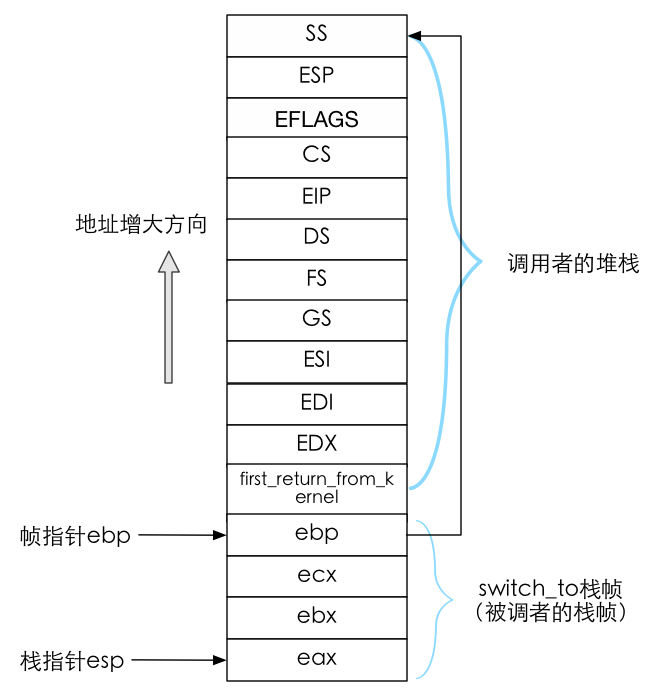 SS
ESP
EFLAGS
CS
EIP
地址增大方向
DS
调用者的堆栈
FS
GS
ESI
EDI
EDX
first_return_from_k
ernel
帧指针ebp
ebp
ecx
switch_to栈帧
（被调者的栈帧）
ebx
栈指针esp
eax